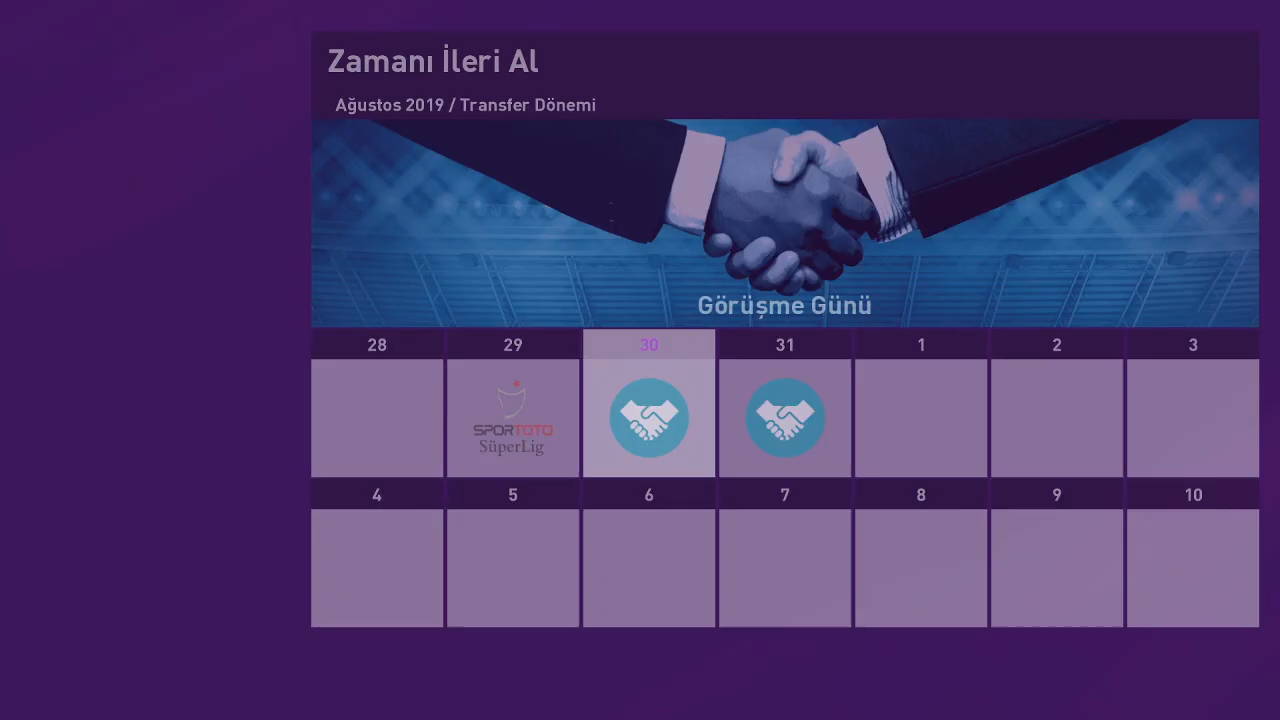 Zamanı İleri Al
Ağustos 2019 / Transfer Dönemi
Görüşme Günü
28 29 30 31 1 2 3
SPORTOTO
SüperLig
4 5 6 7 8 9 10